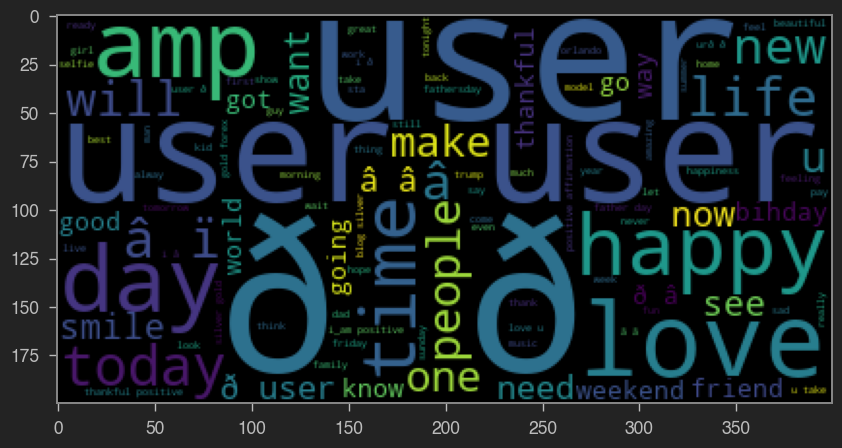 0
25
50
75
100
125
150
175
0 50 100 150 200 250 300 350
ready
great
tonight
feel beautiful
amp
user
new
girl
selfie
want
work
thankful
orlando
urð ð
way
home
i ð
take
back
model
go
summer
will
user ð
first
show
got
guy
sta
fathersday
life
user user
best
man
kid
gold forex
still
make
thing
amazing
u
alway
morning
â â â
trump
much
year
happiness
feeling
say
let
pay
positive affirmation
tomorrow
wait
blog silver
father day
now
bihday
good
â ï
world
ð ð
going
time
people
come
even
never
happy
live
i â
day
hope
week
ð â
see
silver gold
thank
fun
sad
really
smile
think
dad
i_am positive
love u
â â
love
look
friday
sunday
music
today
family
one
thankful positive
ð user
know
need
weekend
friend
u take